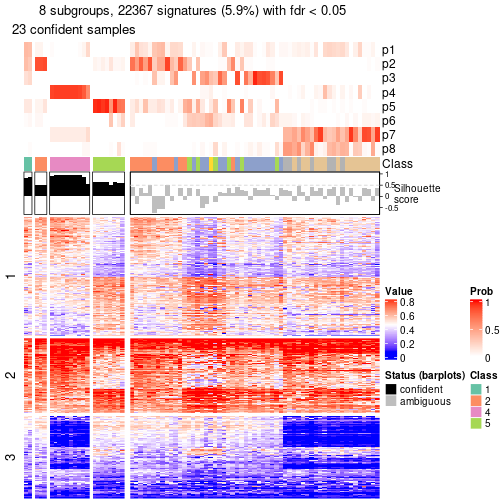 8 subgroups, 22367 signatures (5.9%) with fdr < 0.05
23 confident samples
p1
p2
p3
p4
p5
p6
p7
p8
Class
1
0.5
0
-0.5
Silhouette
score
1
2
3
Value
0.8
0.6
0.4
0.2
0
Prob
1
0.5
0
Status (barplots)
confident
ambiguous
Class
1
2
4
5